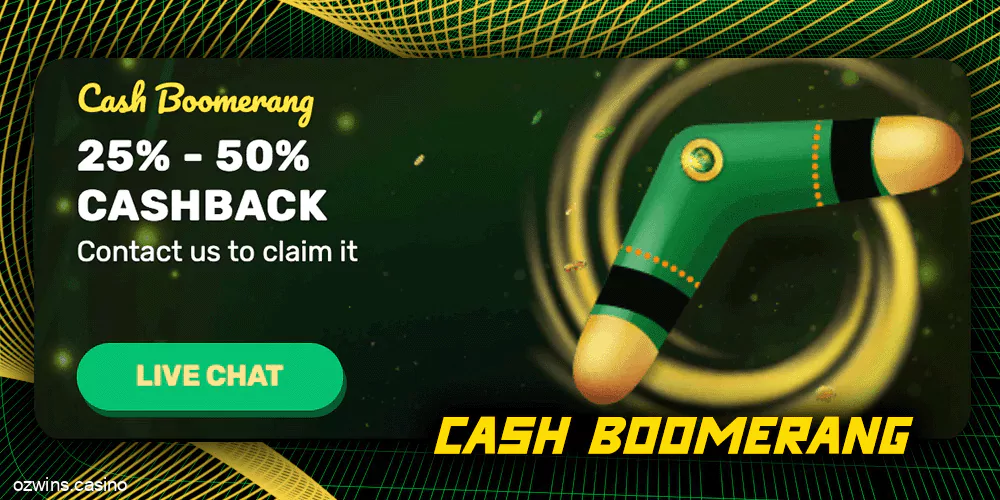 Cash Boomerang
25% - 50%
CASHBACK
Contact us to claim it
LIVE CHAT
CASH BOOMERANG
ozwins.casino